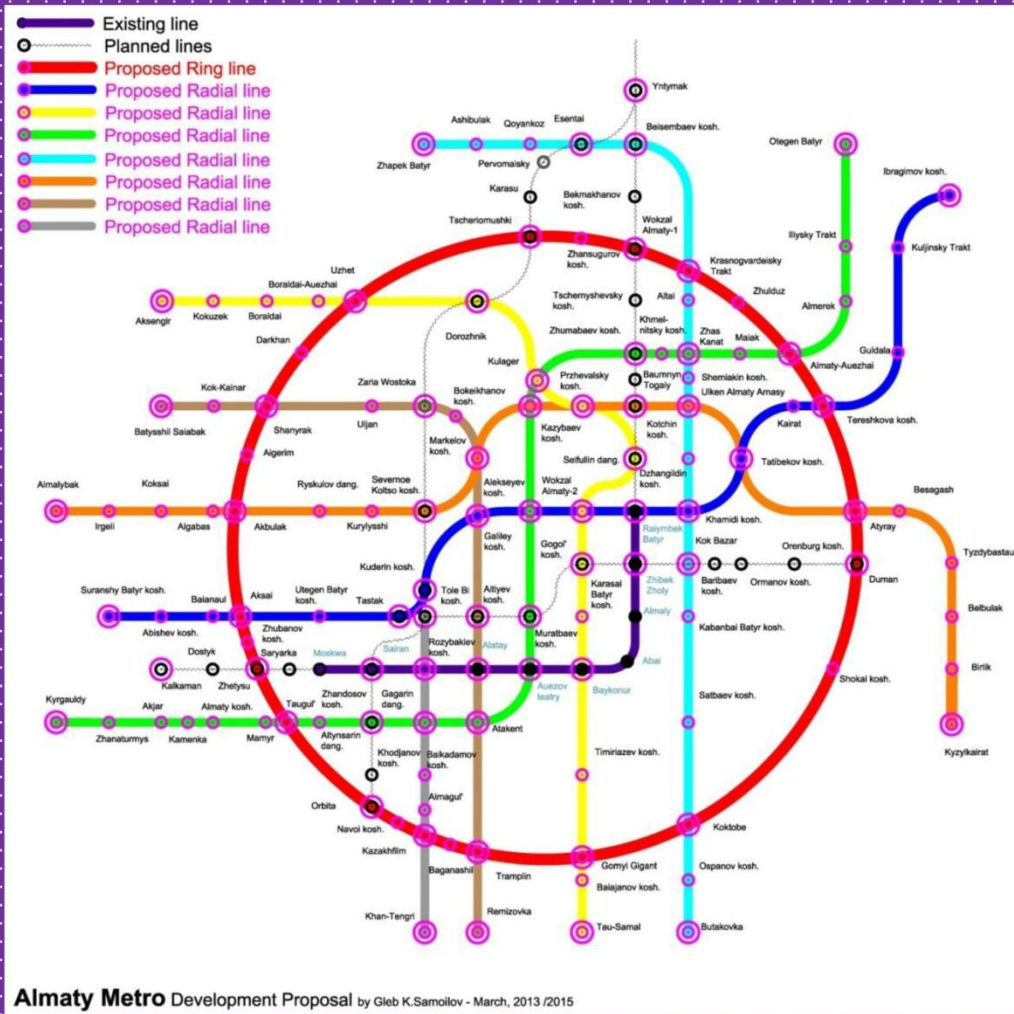 Existing line
Planned lines
Proposed Ring line
Proposed Radial line
Proposed Radial line
Proposed Radial line
Proposed Radial line
Proposed Radial line
Proposed Radial line
Proposed Radial line
Yntymak
Ashibulak
Qoyankoz
Esentai
Beisembaev kosh.
Otegen Batyr
Zhapek Batyr
Pervomaisky
Ibragimov kosh.
Karasu
Bekmakhanov
kosh.
Tscheriomushki
Wokzal
Almaty-1
Iliysky Trakt
Kuljinsky Trakt
Zhansugurov
kosh.
Krasnogvardeisky
Trakt
Uzhet
Boraldai-Auezhai
Zhulduz
Aksengir
Kokuzek
Boraldai
Tschernyshevsky
kosh.
Altai
Almerek
Dorozhnik
Zhumabaev kosh.
Khmel-
nitsky kosh.
Zhas
Kanat
Maiak
Darkhan
Kulager
Guldala
Almaty-Auezhai
Kok-Kainar
Zaria Wostoka
Bokeikhanov
kosh.
Przhevalsky
kosh.
Baumnyn
Togaiy
Shemiakin kosh.
Ulken Almaty Arnasy
Batysshil Saiabak
Shanyrak
Uljan
Markelov
kosh.
Kazybaev
kosh.
Kotchin
kosh.
Kairat
Tereshkova kosh.
Aigerim
Seifullin dang.
Tatibekov kosh.
Almalybak
Koksai
Ryskulov dang.
Severnoe
Koltso kosh.
Alekseyev
kosh.
Wokzal
Almaty-2
Dzhangildin
kosh.
Besagash
Irgeli
Algabas
Akbulak
Kurylysshi
Galiley
kosh.
Raiymbek
Batyr
Khamidi kosh.
Atyray
Gogol'
kosh.
Kok Bazar
Orenburg kosh.
Tyzdybastau
Kuderin kosh.
Karasai
Batyr
kosh.
Zhibek
Zholy
Baribaev
kosh.
Ormanov kosh.
Duman
Suranshy Batyr kosh.
Baianaul
Aksai
Utegen Batyr
kosh.
Tastak
Tole Bi
kosh.
Aitiyev
kosh.
Almaly
Belbulak
Abishev kosh.
Zhubanov
kosh.
Rozybakiev
kosh.
Muratbaev
kosh.
Kabanbai Batyr kosh.
Dostyk
Saryarka
Moskwa
Sairan
Alatay
Abai
Birlik
Kalkaman
Zhetysu
Zhandosov
kosh.
Gagarin
dang.
Auezov
teatry
Baykonur
Shokai kosh.
Kyrgauldy
Akjar
Almaty kosh.
Taugul'
Satbaev kosh.
Zhanaturmys
Kamenka
Mamyr
Altynsarin
dang.
Atakent
Khodjanov
kosh.
Baikadamov
kosh.
Timiriazev kosh.
Kyzylkairat
Orbita
Almagul'
Navoi kosh.
Koktobe
Kazakhfilm
Baganashil
Tramplin
Gornyi Gigant
Ospanov kosh.
Baiajanov kosh.
Khan-Tengri
Remizovka
Tau-Samal
Butakovka
Almaty Metro Development Proposal by Gleb K.Samoilov - March, 2013 /2015